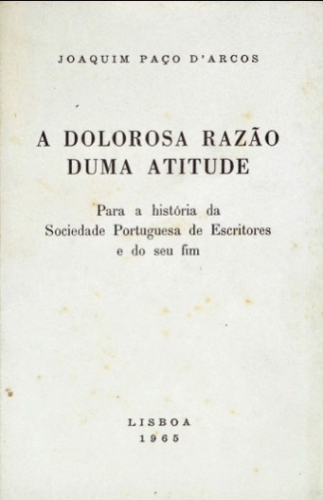 JOAQUIM PAÇO D'ARCOS
A DOLOROSA RAZÃO
DUMA ATITUDE
Para a história da
Sociedade Portuguesa de Escritores
e do seu fim
LISBOA
1965